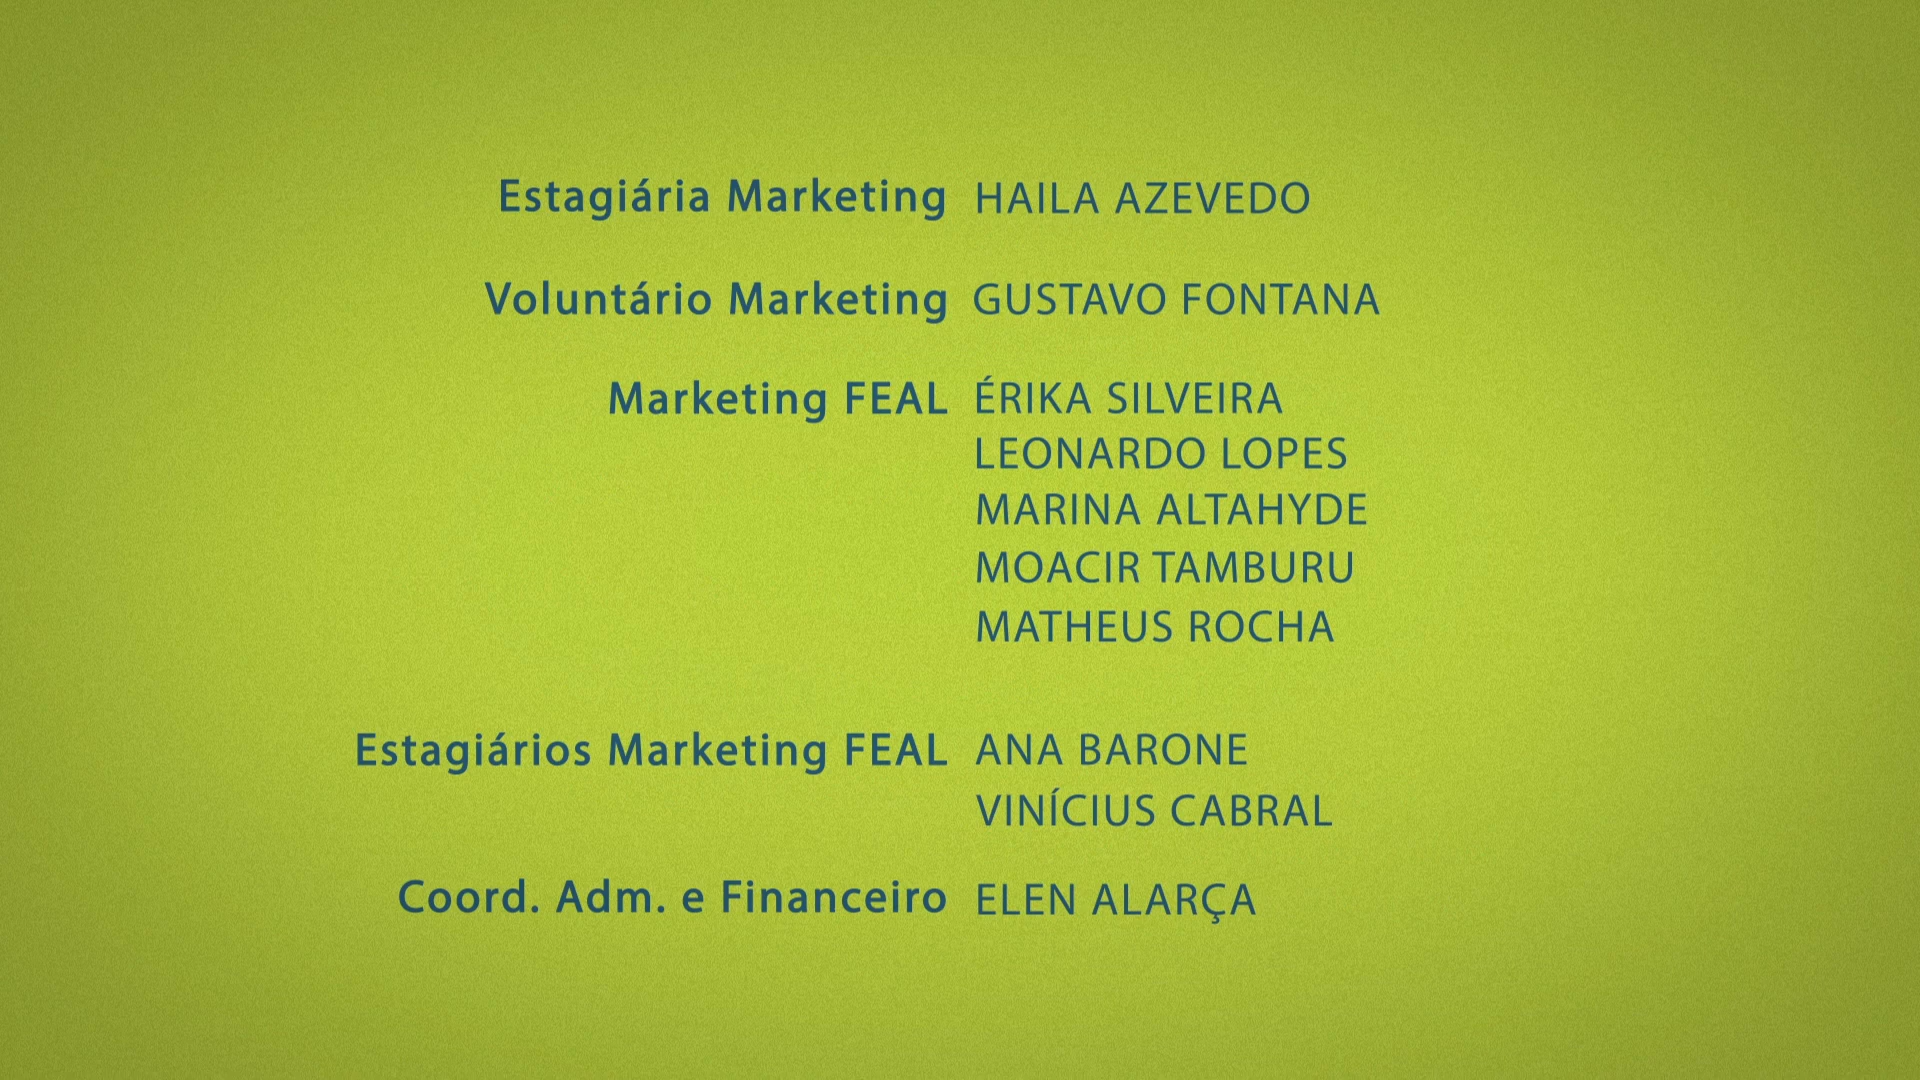 Estagiária Marketing HAILA AZEVEDO
Voluntário Marketing GUSTAVO FONTANA
Marketing FEAL ÉRIKA SILVEIRA
LEONARDO LOPES
MARINA ALTAHYDE
MOACIR TAMBURU
MATHEUS ROCHA
Estagiários Marketing FEAL ANA BARONE
VINÍCIUS CABRAL
Coord. Adm. e Financeiro ELEN ALARÇA